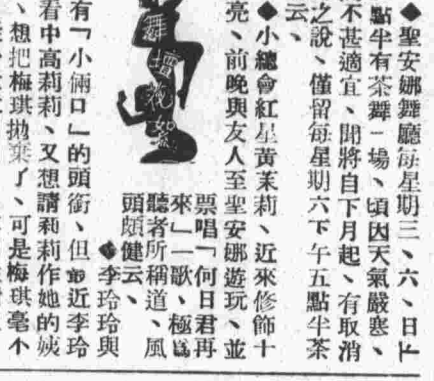 ◆聖安娜舞廳每星期三、六、日下
點半有茶舞一場、頃因天氣嚴寒、
不甚適宜、聞將自下月起、有取消
之說、僅留每星期六下午五點半茶
云、
◆小總會紅星黃茉莉、近來修飾十
亮、前晚與友人至聖安娜遊玩、並
票唱「何日君再
來」一歌、極爲
聽者所稱道、風
頭頗健云、
舞壇花絮
◆李玲玲與
有「小倆口」的頭銜、但最近李玲
看中高莉莉、又想請莉莉作她的姨
、想把梅琪拋棄了、可是梅琪毫不